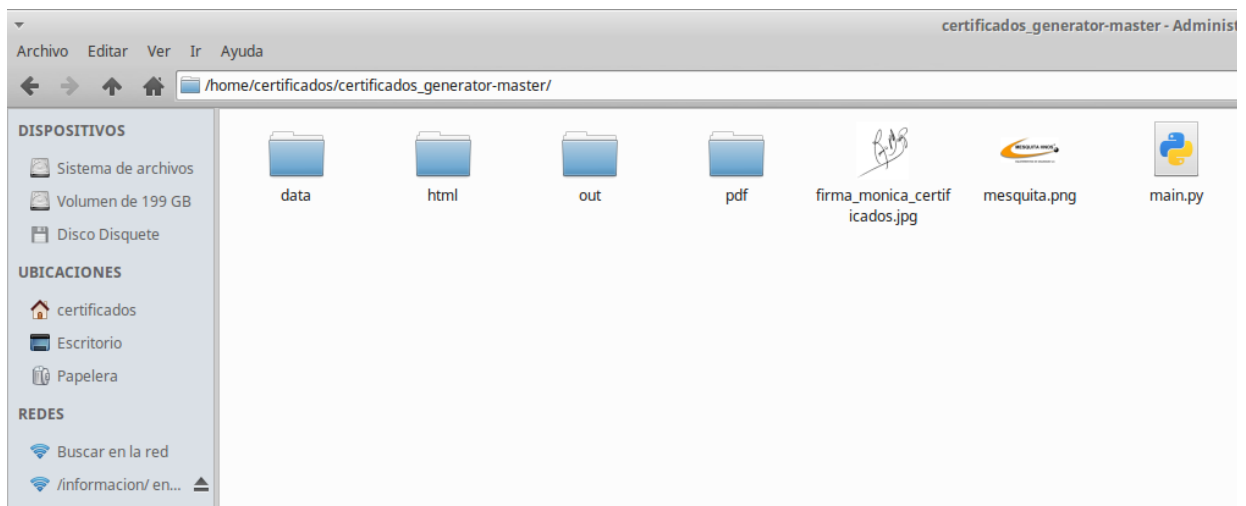 certificados_generator-master - Administ
Archivo Editar Ver Ir Ayuda
/home/certificados/certificados_generator-master/
DISPOSITIVOS
Sistema de archivos
Volumen de 199 GB
Disco Disquete
UBICACIONES
certificados
Escritorio
Papelera
REDES
Buscar en la red
/informacion/ en...
data
html
out
pdf
firma_monica_certif
icados.jpg
MESQUITA HNOS
mesquita.png
main.py